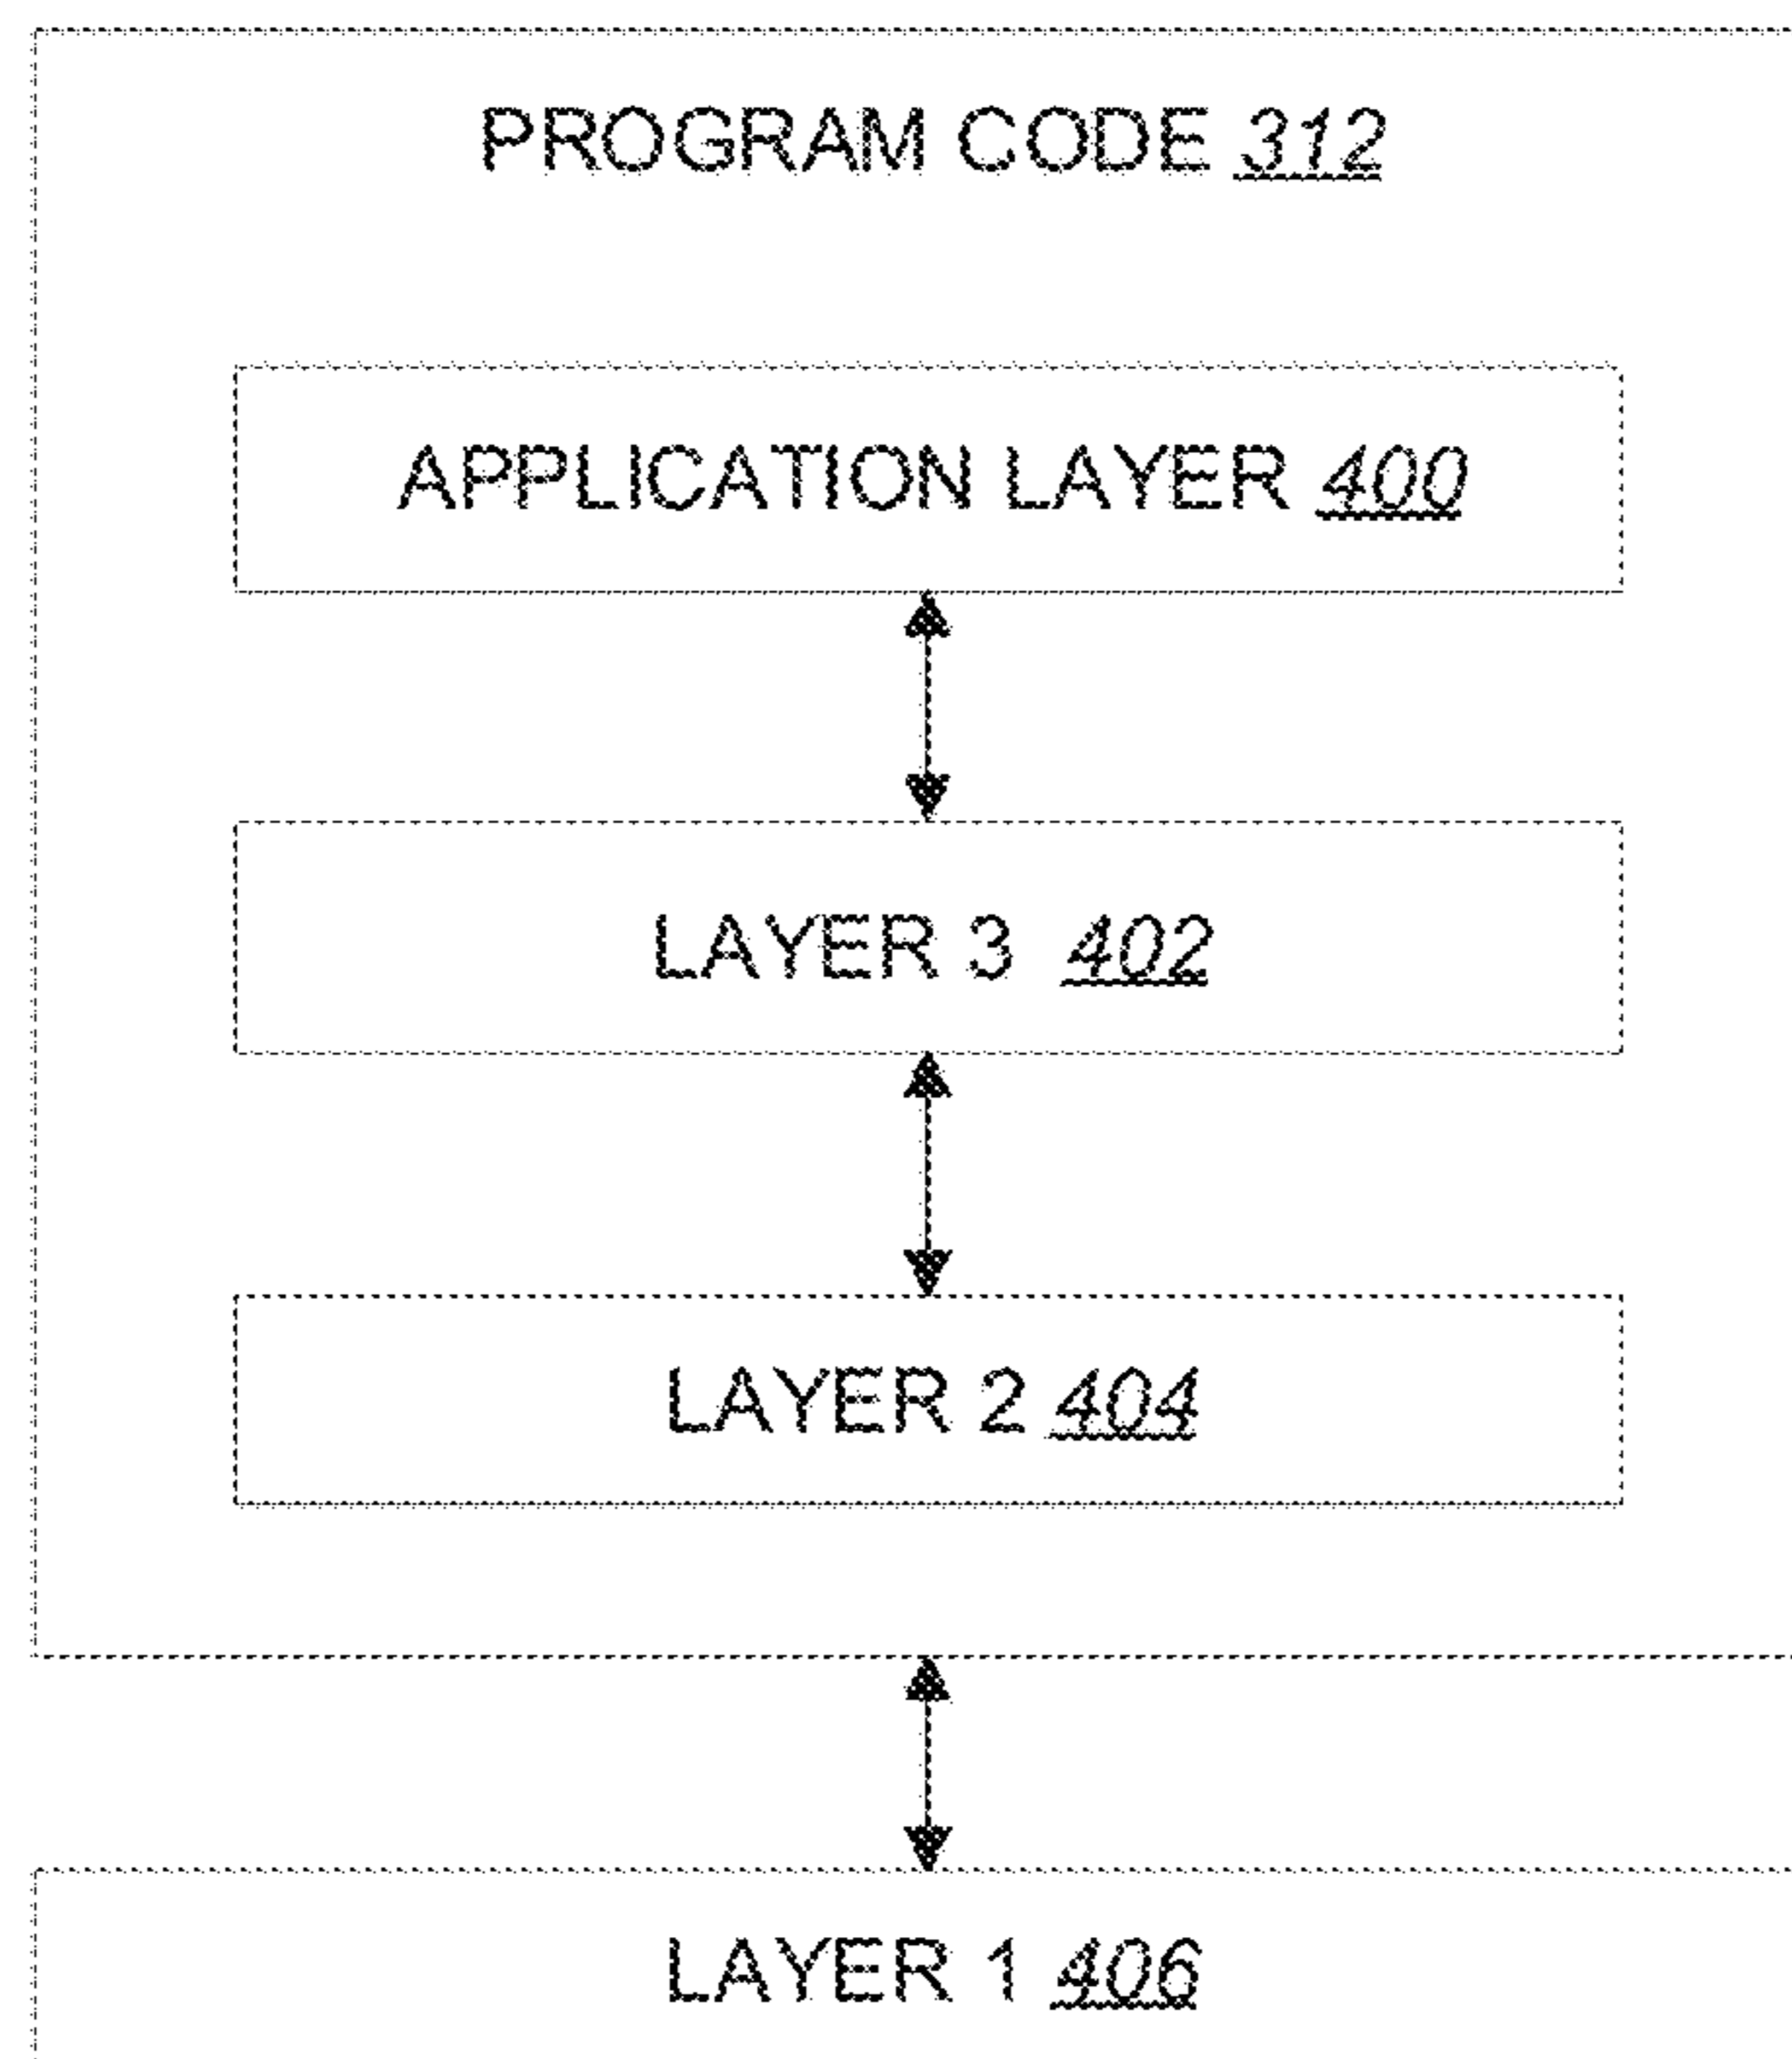 PROGRAM CODE 312
APPLICATION LAYER 400
LAYER 3 402
LAYER 2 404
LAYER 1 406